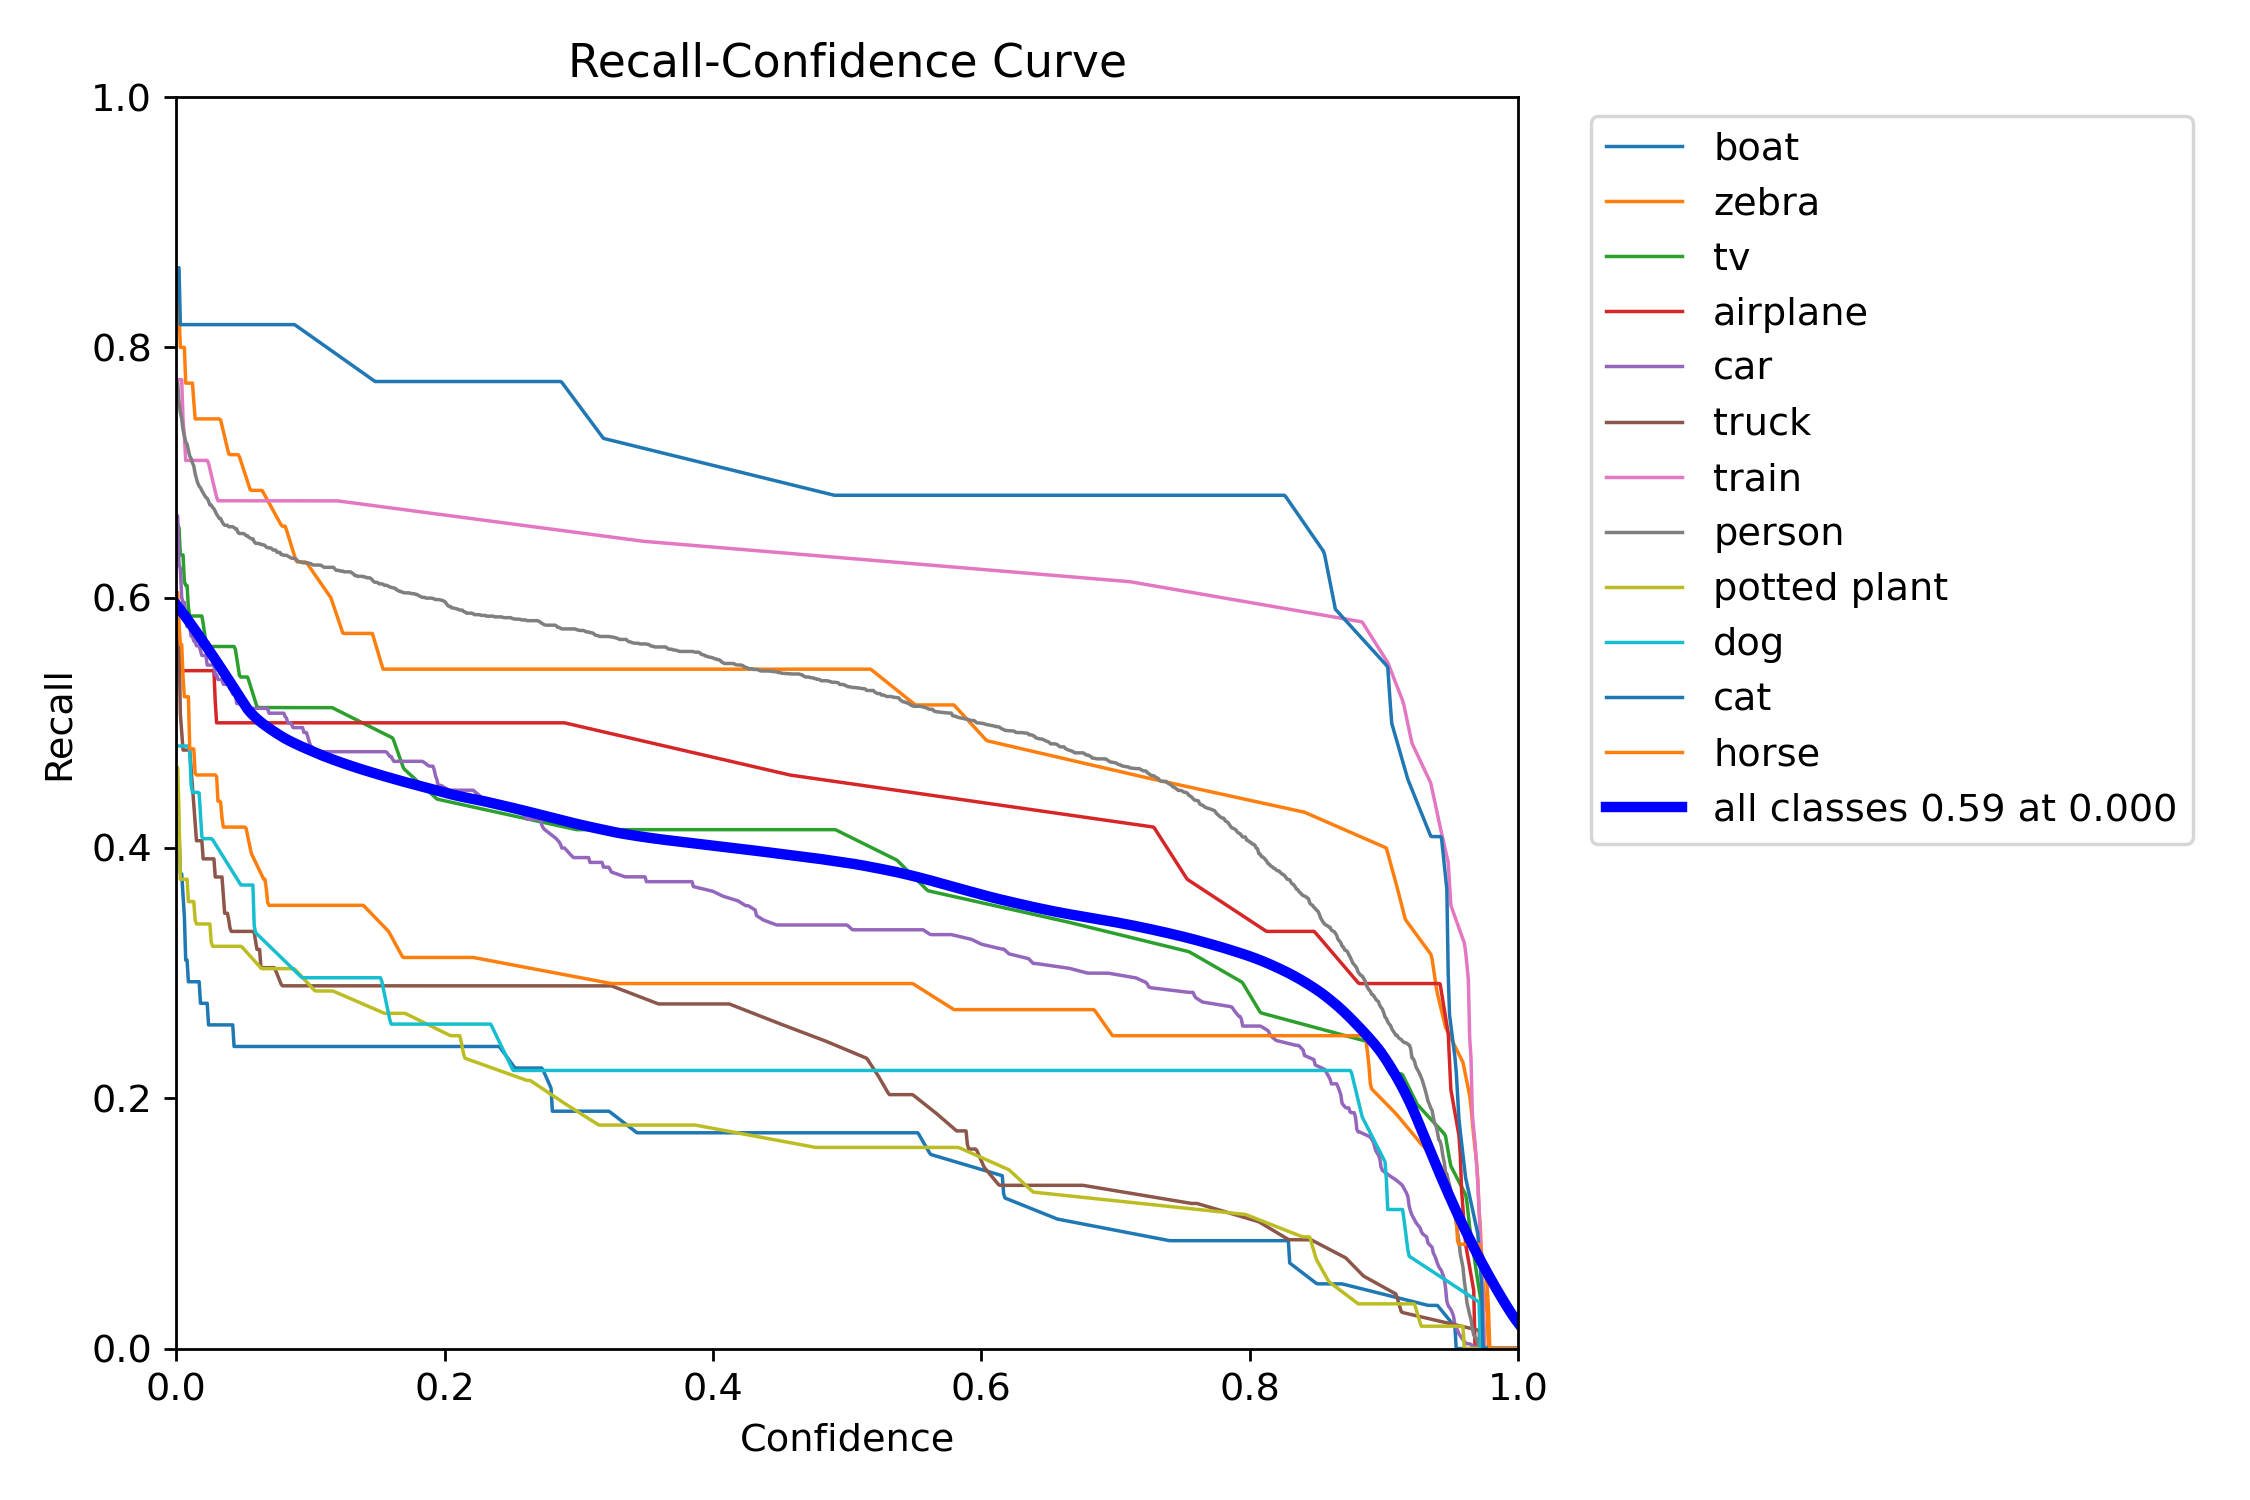 Recall-Confidence Curve
1.0
0.8
0.6
0.4
0.2
0.0
Recall
0.0 0.2 0.4 0.6 0.8 1.0
Confidence
boat
zebra
tv
airplane
car
truck
train
person
potted plant
dog
cat
horse
all classes 0.59 at 0.000